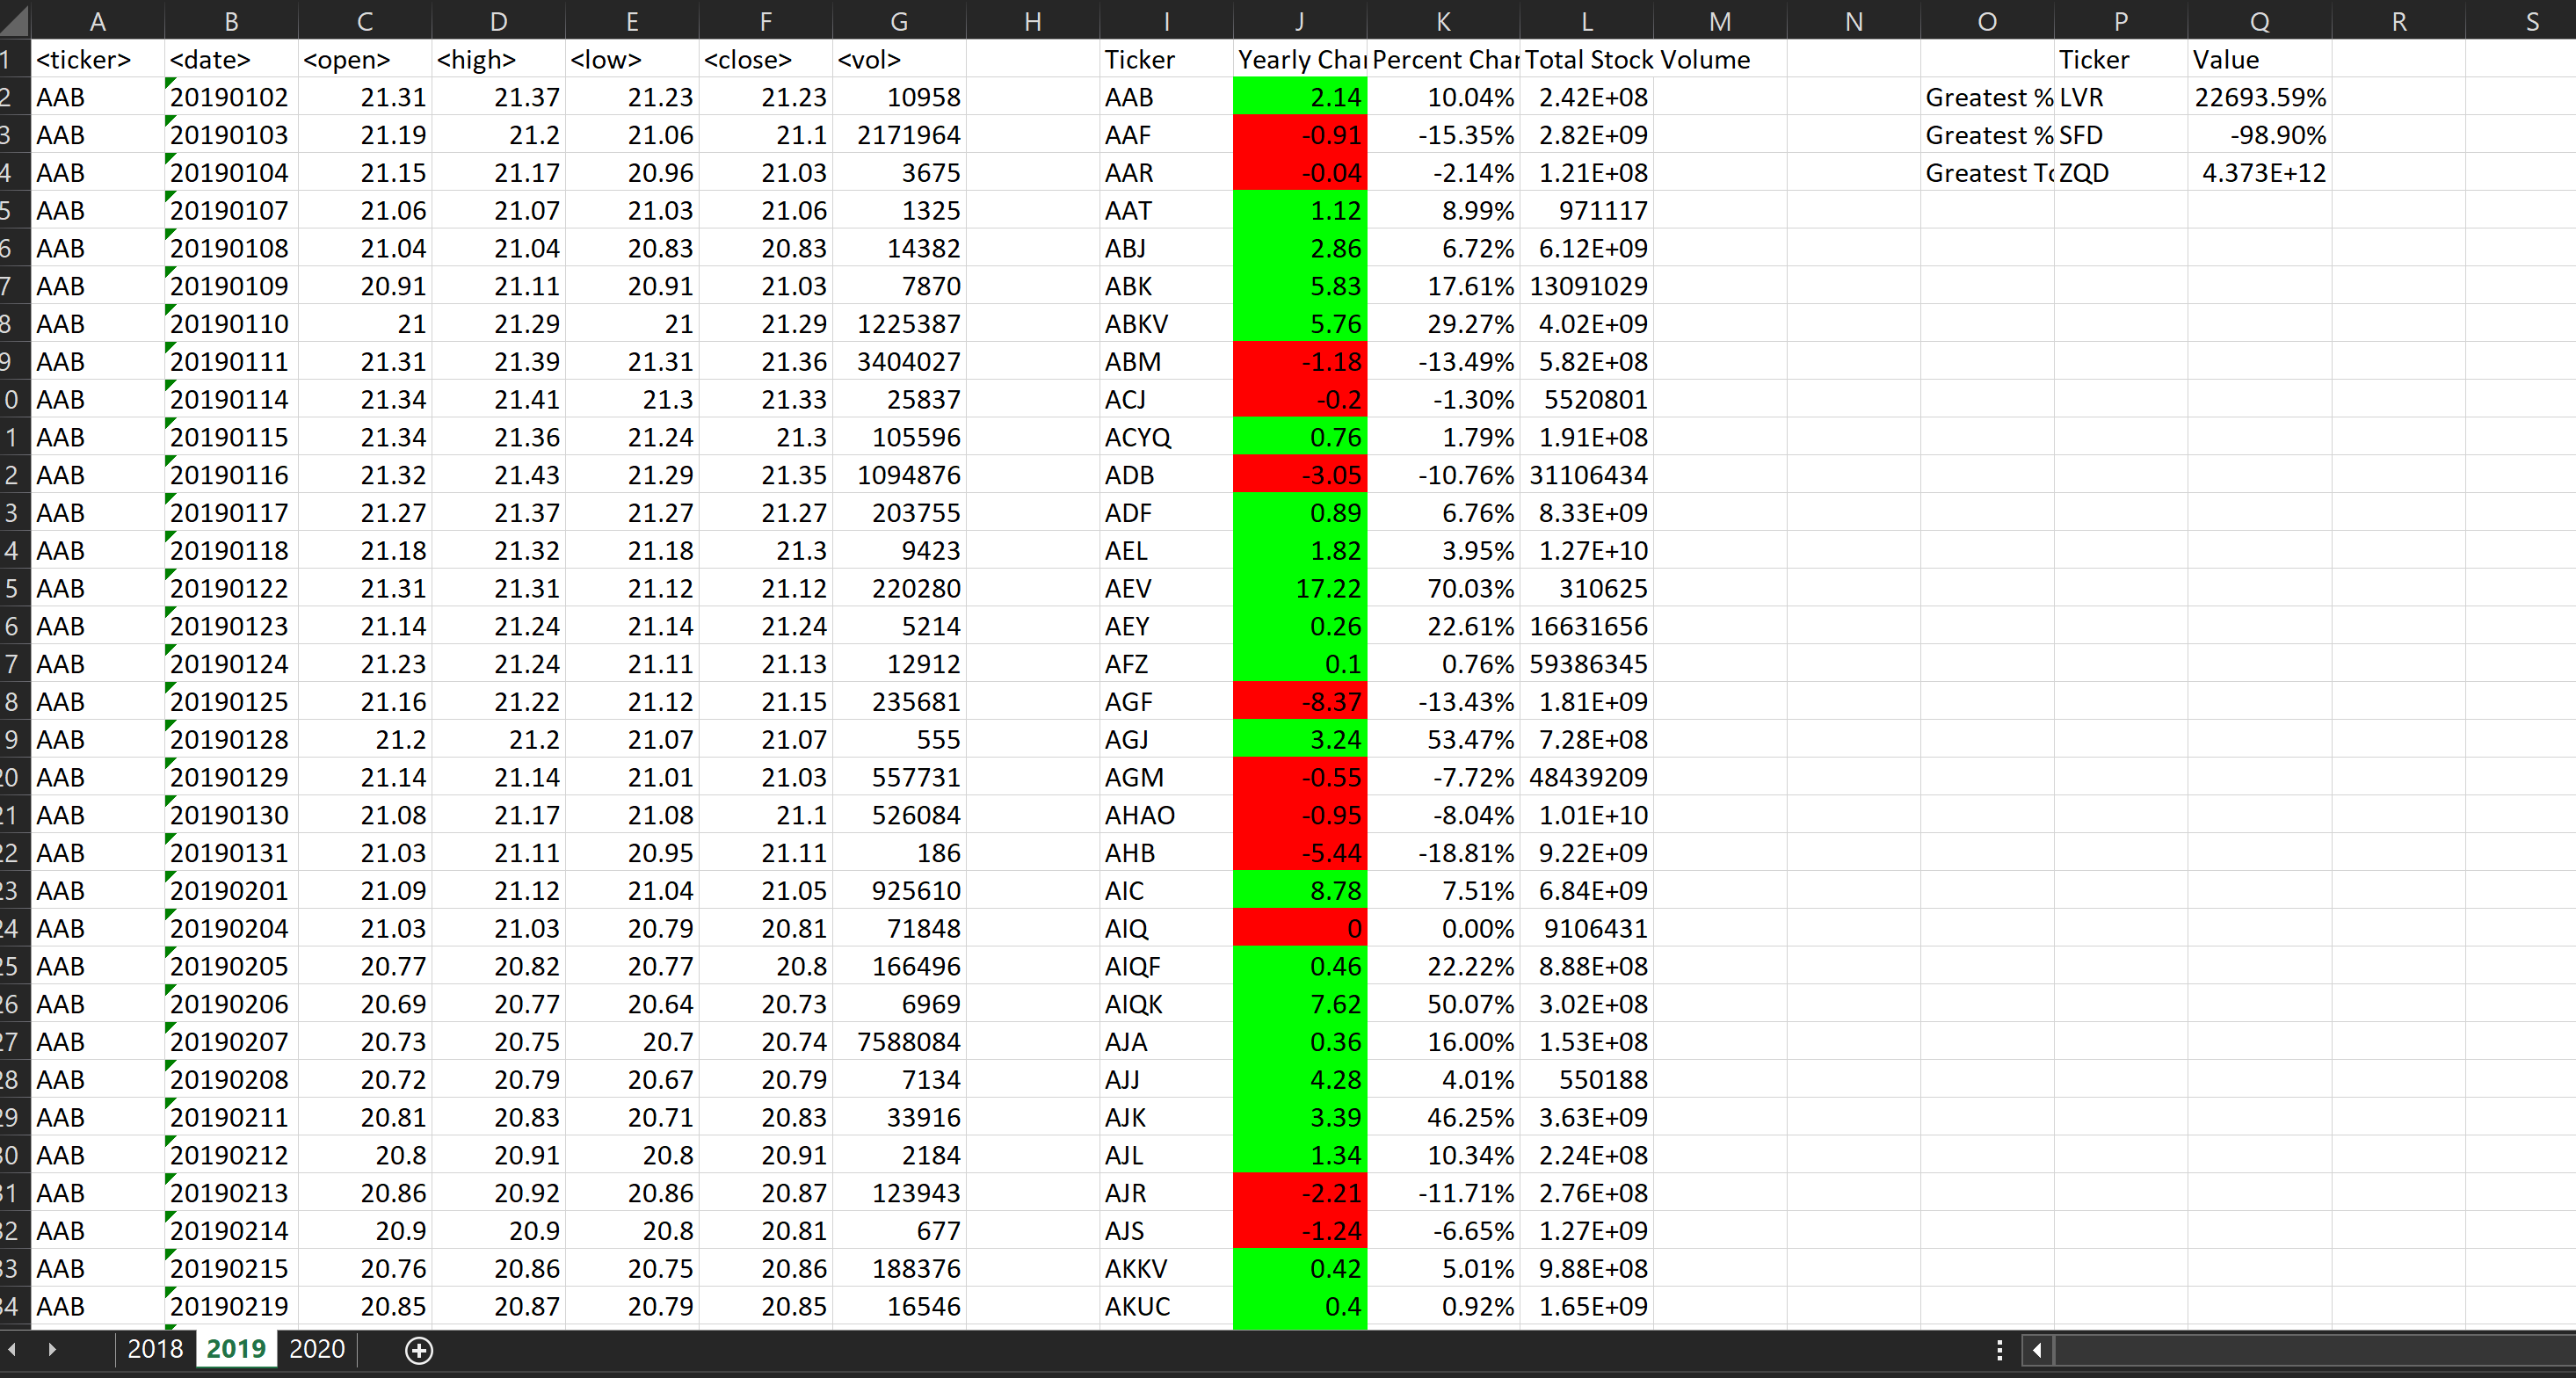 A B C D E F G H I J K L M N O P Q R S
1 <ticker> <date> <open> <high> <low> <close> <vol> Ticker Yearly Chan Percent Chan Total Stock Volume Ticker Value
2 AAB 20190102 21.31 21.37 21.23 21.23 10958 AAB 2.14 10.04% 2.42E+08 Greatest % LVR 22693.59%
3 AAB 20190103 21.19 21.2 21.06 21.1 2171964 AAF -0.91 -15.35% 2.82E+09 Greatest % SFD -98.90%
4 AAB 20190104 21.15 21.17 20.96 21.03 3675 AAR -0.04 -2.14% 1.21E+08 Greatest To ZQD 4.373E+12
5 AAB 20190107 21.06 21.07 21.03 21.06 1325 AAT 1.12 8.99% 971117
6 AAB 20190108 21.04 21.04 20.83 20.83 14382 ABJ 2.86 6.72% 6.12E+09
7 AAB 20190109 20.91 21.11 20.91 21.03 7870 ABK 5.83 17.61% 13091029
8 AAB 20190110 21 21.29 21 21.29 1225387 ABKV 5.76 29.27% 4.02E+09
9 AAB 20190111 21.31 21.39 21.31 21.36 3404027 ABM -1.18 -13.49% 5.82E+08
0 AAB 20190114 21.34 21.41 21.3 21.33 25837 ACJ -0.2 -1.30% 5520801
1 AAB 20190115 21.34 21.36 21.24 21.3 105596 ACYQ 0.76 1.79% 1.91E+08
2 AAB 20190116 21.32 21.43 21.29 21.35 1094876 ADB -3.05 -10.76% 31106434
3 AAB 20190117 21.27 21.37 21.27 21.27 203755 ADF 0.89 6.76% 8.33E+09
4 AAB 20190118 21.18 21.32 21.18 21.3 9423 AEL 1.82 3.95% 1.27E+10
5 AAB 20190122 21.31 21.31 21.12 21.12 220280 AEV 17.22 70.03% 310625
6 AAB 20190123 21.14 21.24 21.14 21.24 5214 AEY 0.26 22.61% 16631656
7 AAB 20190124 21.23 21.24 21.11 21.13 12912 AFZ 0.1 0.76% 59386345
8 AAB 20190125 21.16 21.22 21.12 21.15 235681 AGF -8.37 -13.43% 1.81E+09
9 AAB 20190128 21.2 21.2 21.07 21.07 555 AGJ 3.24 53.47% 7.28E+08
20 AAB 20190129 21.14 21.14 21.01 21.03 557731 AGM -0.55 -7.72% 48439209
21 AAB 20190130 21.08 21.17 21.08 21.1 526084 AHAO -0.95 -8.04% 1.01E+10
22 AAB 20190131 21.03 21.11 20.95 21.11 186 AHB -5.44 -18.81% 9.22E+09
23 AAB 20190201 21.09 21.12 21.04 21.05 925610 AIC 8.78 7.51% 6.84E+09
24 AAB 20190204 21.03 21.03 20.79 20.81 71848 AIQ 0 0.00% 9106431
25 AAB 20190205 20.77 20.82 20.77 20.8 166496 AIQF 0.46 22.22% 8.88E+08
26 AAB 20190206 20.69 20.77 20.64 20.73 6969 AIQK 7.62 50.07% 3.02E+08
27 AAB 20190207 20.73 20.75 20.7 20.74 7588084 AJA 0.36 16.00% 1.53E+08
28 AAB 20190208 20.72 20.79 20.67 20.79 7134 AJJ 4.28 4.01% 550188
29 AAB 20190211 20.81 20.83 20.71 20.83 33916 AJK 3.39 46.25% 3.63E+09
30 AAB 20190212 20.8 20.91 20.8 20.91 2184 AJL 1.34 10.34% 2.24E+08
31 AAB 20190213 20.86 20.92 20.86 20.87 123943 AJR -2.21 -11.71% 2.76E+08
32 AAB 20190214 20.9 20.9 20.8 20.81 677 AJS -1.24 -6.65% 1.27E+09
33 AAB 20190215 20.76 20.86 20.75 20.86 188376 AKKV 0.42 5.01% 9.88E+08
34 AAB 20190219 20.85 20.87 20.79 20.85 16546 AKUC 0.4 0.92% 1.65E+09
2018 2019 2020